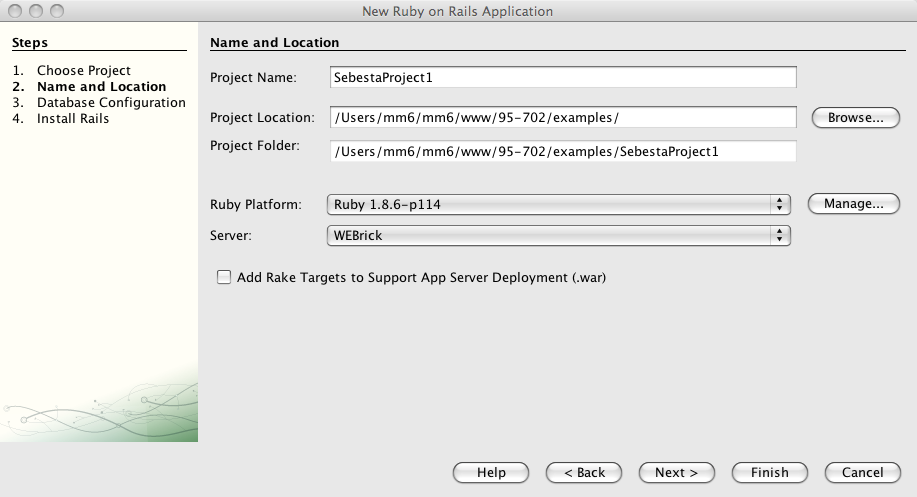 New Ruby on Rails Application
Steps
1. Choose Project
2. Name and Location
3. Database Configuration
4. Install Rails
Name and Location
Project Name: SebestaProject1
Project Location: /Users/mm6/mm6/www/95-702/examples/ Browse...
Project Folder: /Users/mm6/mm6/www/95-702/examples/SebestaProject1
Ruby Platform: Ruby 1.8.6-p114 Manage...
Server: WEBrick
Add Rake Targets to Support App Server Deployment (.war)
Help < Back Next > Finish Cancel